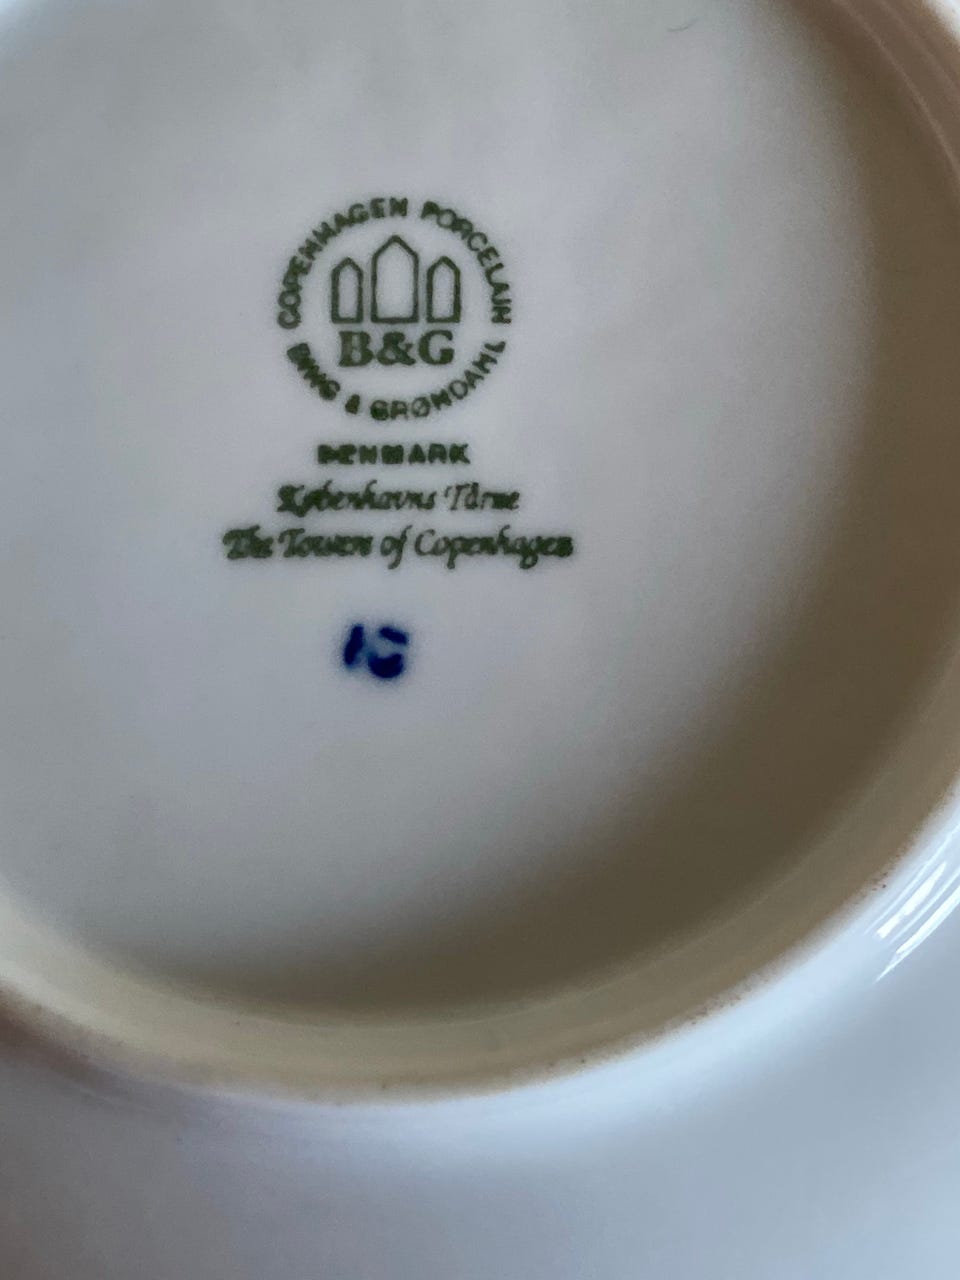 COPENHAGEN PORCELAIN
B&G
BING & GRØNDAHL
DENMARK
Københavns Tårne
The Towers of Copenhagen